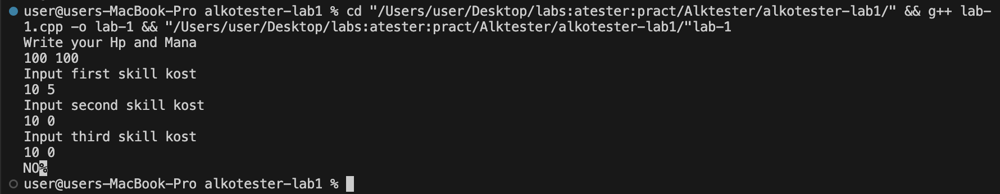 user@users-MacBook-Pro alkotester-lab1 % cd "/Users/user/Desktop/labs:atester:pract/Alktester/alkotester-lab1/" && g++ lab-
1.cpp -o lab-1 && "/Users/user/Desktop/labs:atester:pract/Alktester/alkotester-lab1/"lab-1
Write your Hp and Mana
100 100
Input first skill kost
10 5
Input second skill kost
10 0
Input third skill kost
10 0
NO%
user@users-MacBook-Pro alkotester-lab1 %